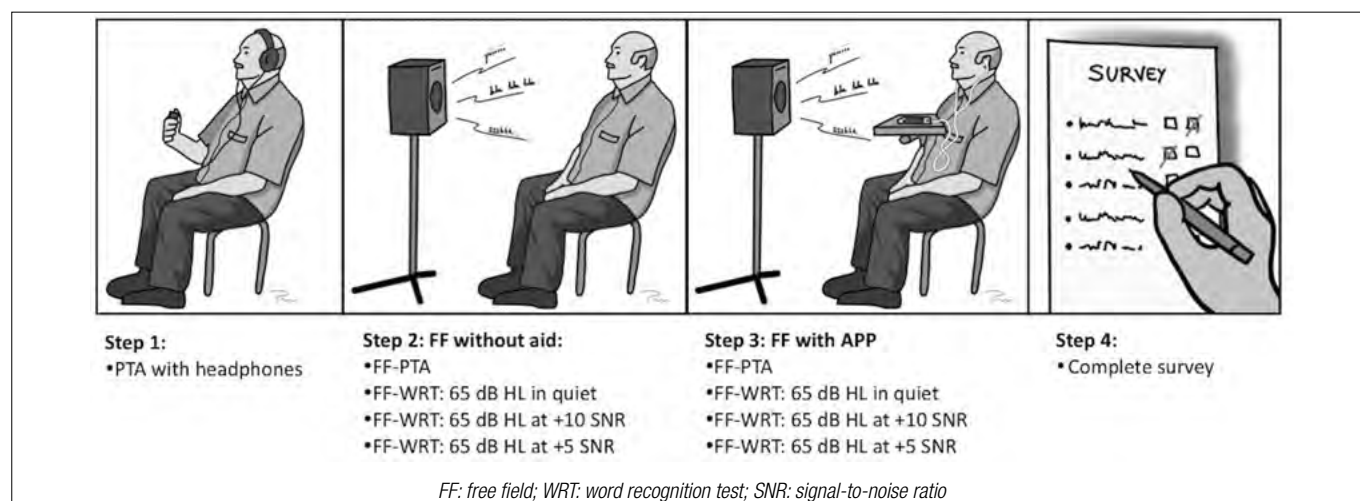 SURVEY
Step 1:
•PTA with headphones
Step 2: FF without aid:
•FF-PTA
•FF-WRT: 65 dB HL in quiet
•FF-WRT: 65 dB HL at +10 SNR
•FF-WRT: 65 dB HL at +5 SNR
Step 3: FF with APP
•FF-PTA
•FF-WRT: 65 dB HL in quiet
•FF-WRT: 65 dB HL at +10 SNR
•FF-WRT: 65 dB HL at +5 SNR
Step 4:
•Complete survey
FF: free field; WRT: word recognition test; SNR: signal-to-noise ratio